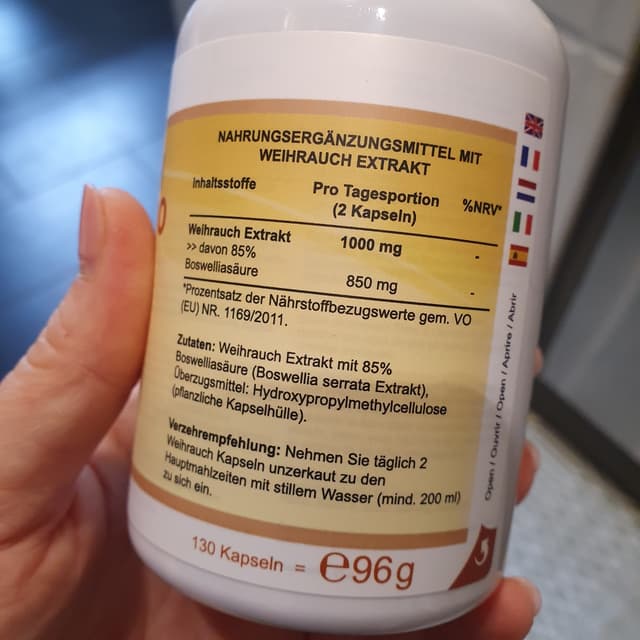 NAHRUNGSERGÄNZUNGSMITTEL MIT
WEIHRAUCH EXTRAKT
Inhaltsstoffe Pro Tagesportion %NRV*
(2 Kapseln)
Weihrauch Extrakt 1000 mg -
>> davon 85%
Boswelliasäure 850 mg -
*Prozentsatz der Nährstoffbezugswerte gem. VO
(EU) NR. 1169/2011.
Zutaten: Weihrauch Extrakt mit 85%
Boswelliasäure (Boswellia serrata Extrakt),
Überzugsmittel: Hydroxypropylmethylcellulose
(pflanzliche Kapselhülle).
Verzehrempfehlung: Nehmen Sie täglich 2
Weihrauch Kapseln unzerkaut zu den
Hauptmahlzeiten mit stillem Wasser (mind. 200 ml)
zu sich ein.
130 Kapseln = ℮96g
Open / Ouvrir / Open / Aprire / Abrir